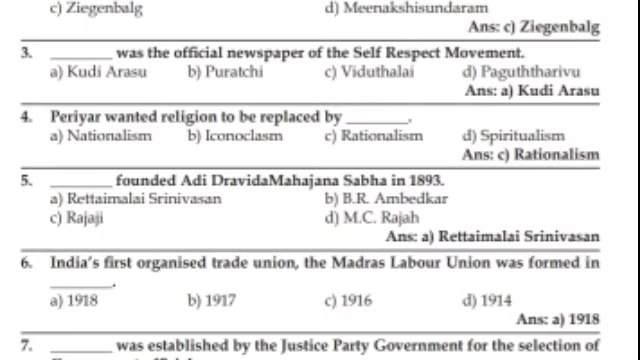 c) Ziegenbalg d) Meenakshisundaram
Ans: c) Ziegenbalg
3. ________ was the official newspaper of the Self Respect Movement.
a) Kudi Arasu b) Puratchi c) Viduthalai d) Paguththarivu
Ans: a) Kudi Arasu
4. Periyar wanted religion to be replaced by ________.
a) Nationalism b) Iconoclasm c) Rationalism d) Spiritualism
Ans: c) Rationalism
5. ________ founded Adi DravidaMahajana Sabha in 1893.
a) Rettaimalai Srinivasan b) B.R. Ambedkar
c) Rajaji d) M.C. Rajah
Ans: a) Rettaimalai Srinivasan
6. India's first organised trade union, the Madras Labour Union was formed in
________.
a) 1918 b) 1917 c) 1916 d) 1914
Ans: a) 1918
7. ________ was established by the Justice Party Government for the selection of